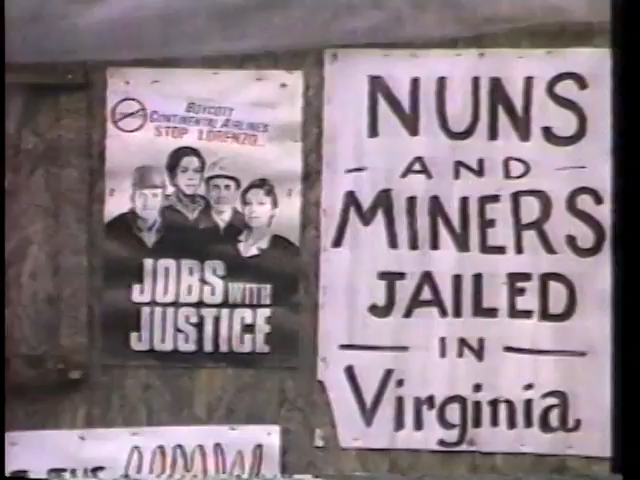 BOYCOTT
CONTINENTAL AIRLINES
STOP LORENZO
JOBS WITH
JUSTICE
NUNS
- AND -
MINERS
JAILED
— IN —
Virginia